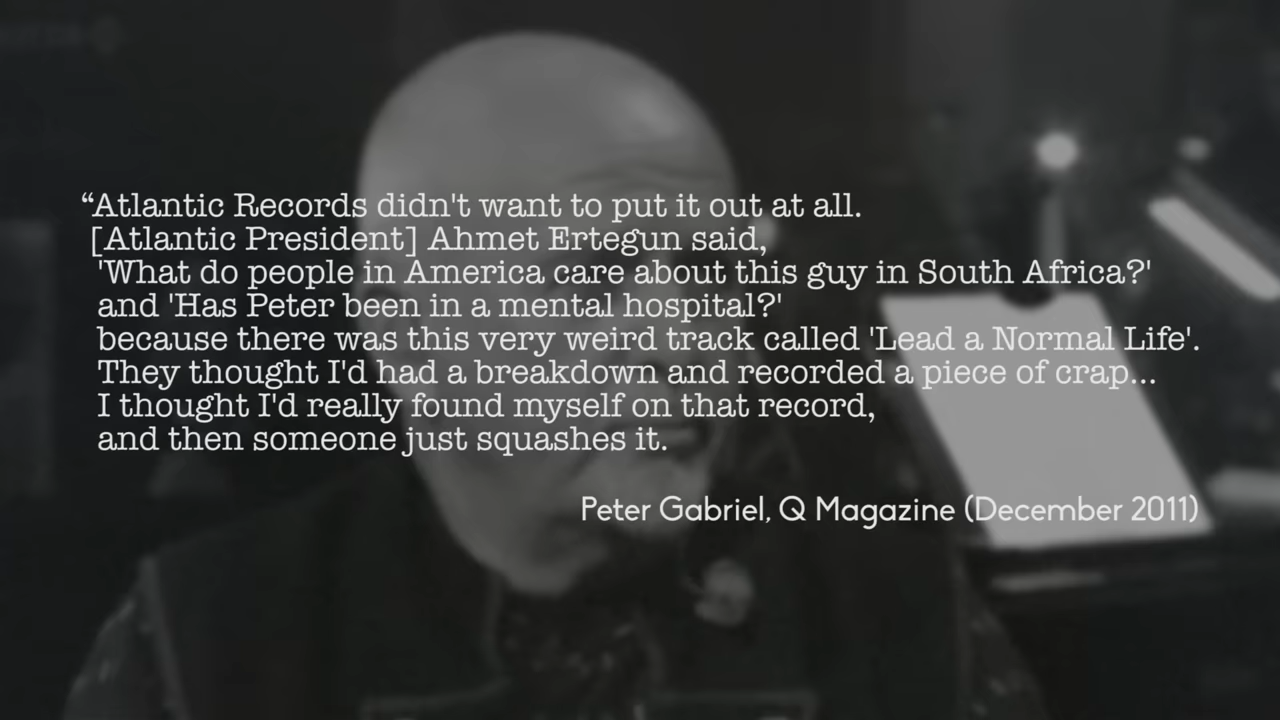 “Atlantic Records didn't want to put it out at all.
[Atlantic President] Ahmet Ertegun said,
'What do people in America care about this guy in South Africa?'
and 'Has Peter been in a mental hospital?'
because there was this very weird track called 'Lead a Normal Life'.
They thought I'd had a breakdown and recorded a piece of crap...
I thought I'd really found myself on that record,
and then someone just squashes it.
Peter Gabriel, Q Magazine (December 2011)